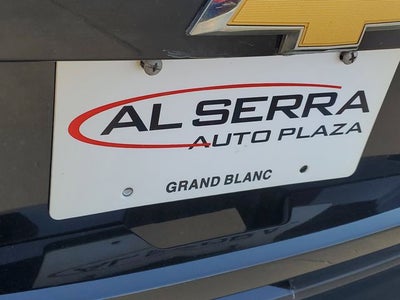 AL SERRA
AUTO PLAZA
GRAND BLANC